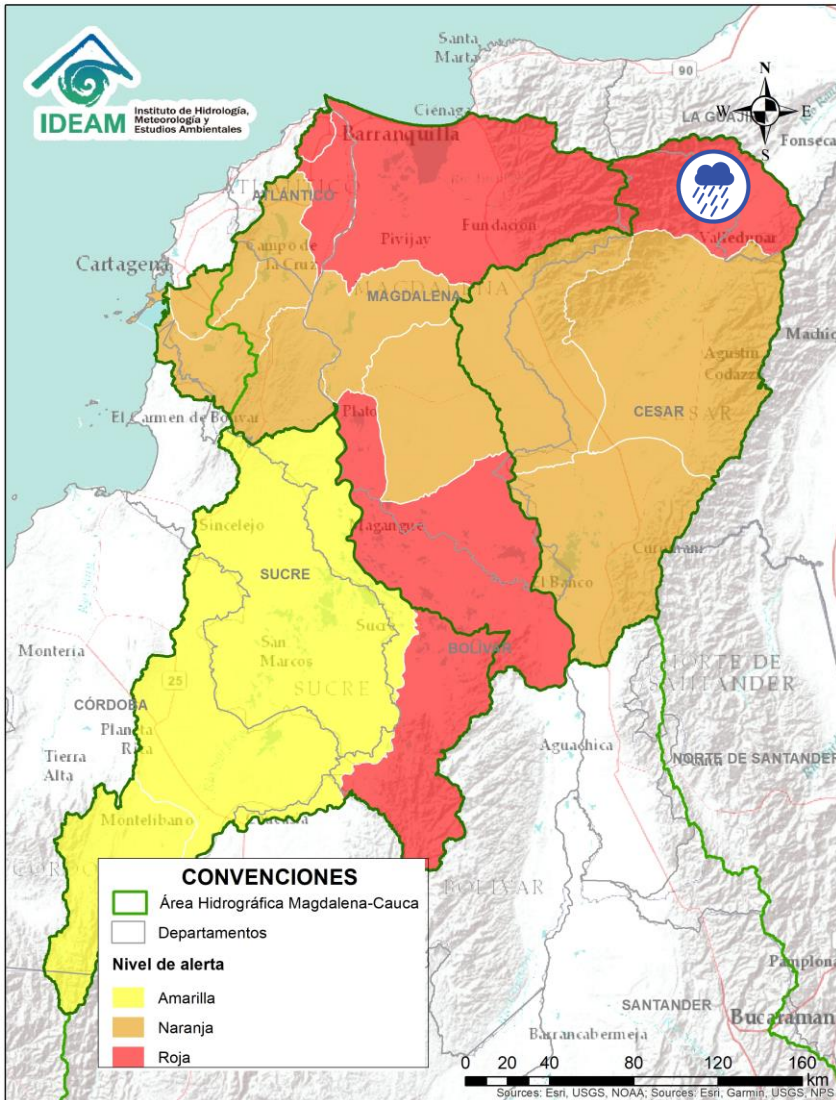 IDEAM
Instituto de Hidrología,
Meteorología y
Estudios Ambientales
Santa
Marta
90
N
W
E
S
LA GUAJI
Fonseca
Ciénaga
Barranquilla
ATLÁNTICO
Valledupar
Fundación
Pivijay
Campo de
la Cruz
Cartagena
MAGDALENA
Agustín
Codazzi
CESAR
Plato
El Carmen de Bolívar
Sincelejo
Magangué
SUCRE
El Banco
Sucre
San
Marcos
SUCRE
BOLÍVAR
Montería
25
NORTE DE
SANTANDER
CÓRDOBA
Planeta
Rica
Tierra
Alta
Aguachica
NORTE DE SANTANDER
Montelíbano
BOLÍVAR
CONVENCIONES
Área Hidrográfica Magdalena-Cauca
Departamentos
Nivel de alerta
Amarilla
Naranja
Roja
Pamplona
SANTANDER
Bucaraman
Barrancabermeja
0 20 40 80 120 160
km
Sources: Esri, USGS, NOAA; Sources: Esri, Garmin, USGS, NPS